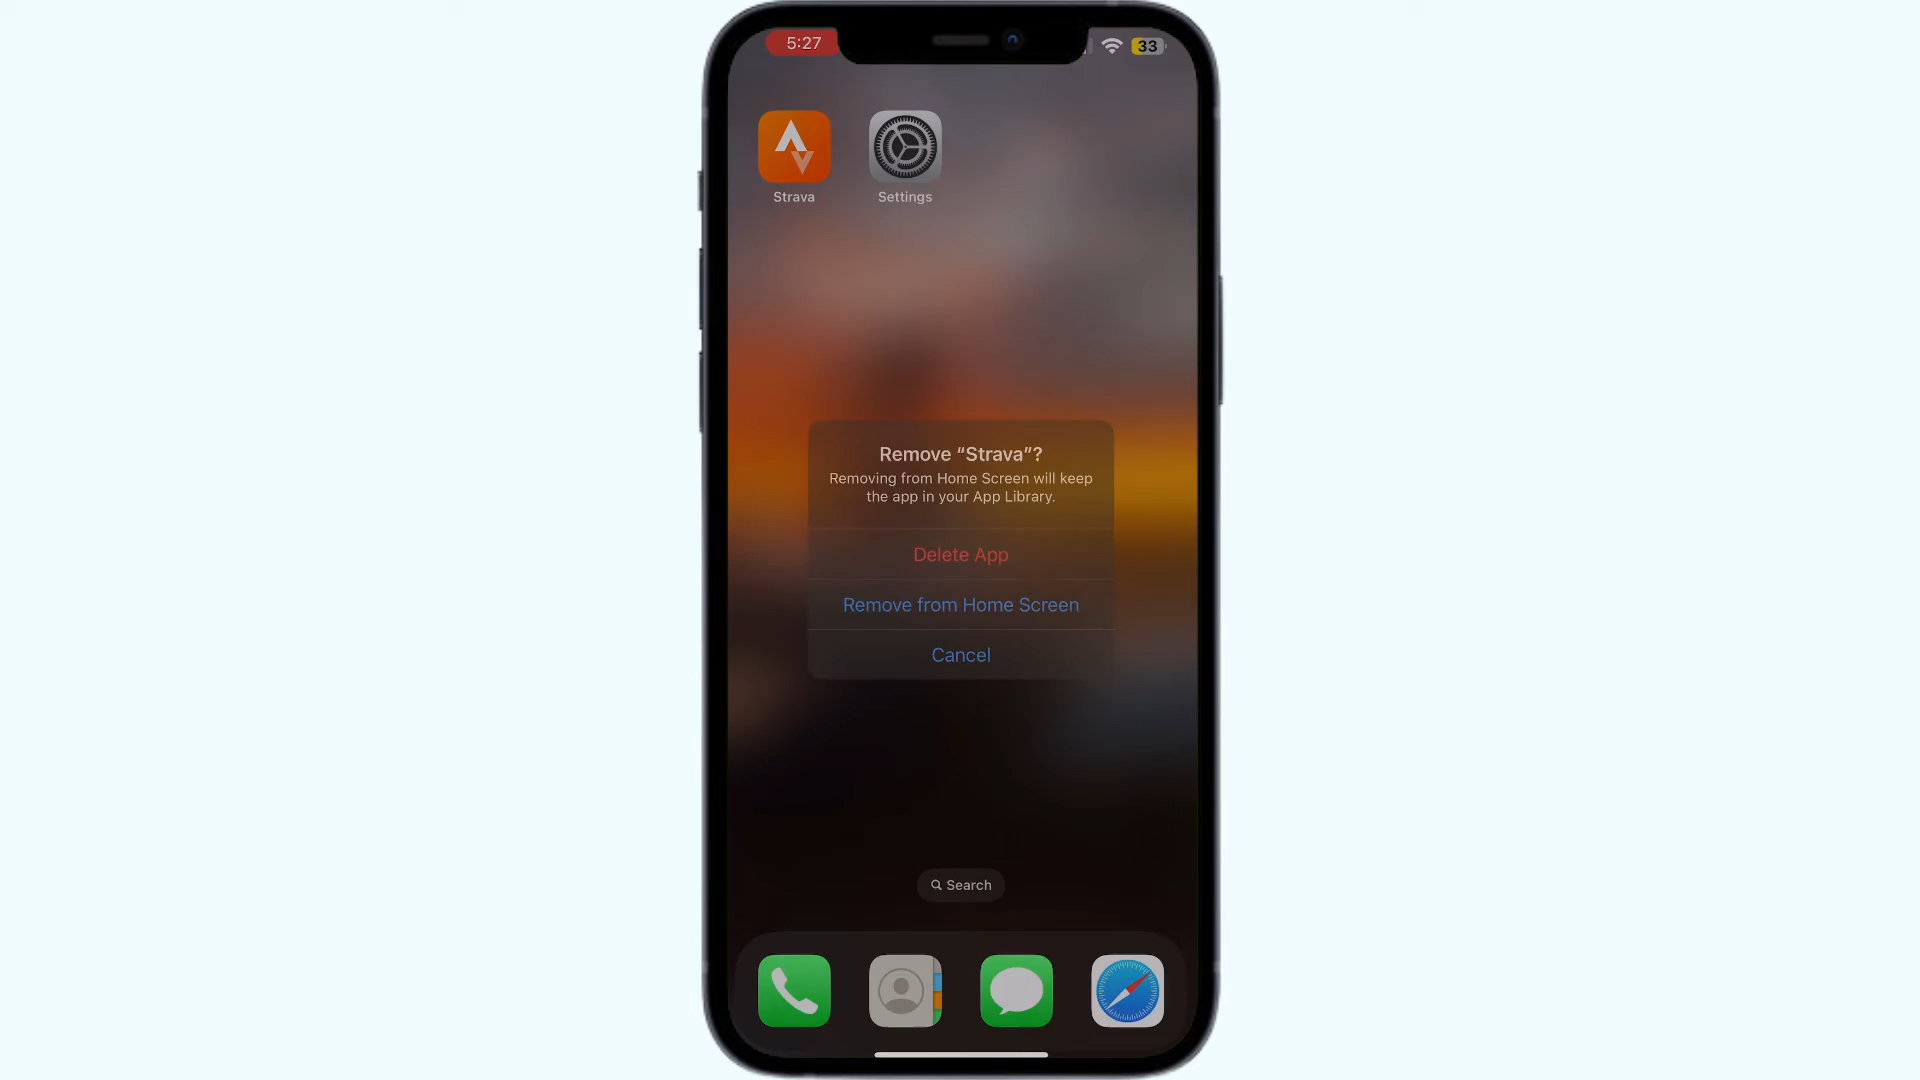 5:27
33
Strava
Settings
Remove “Strava”?
Removing from Home Screen will keep
the app in your App Library.
Delete App
Remove from Home Screen
Cancel
Search